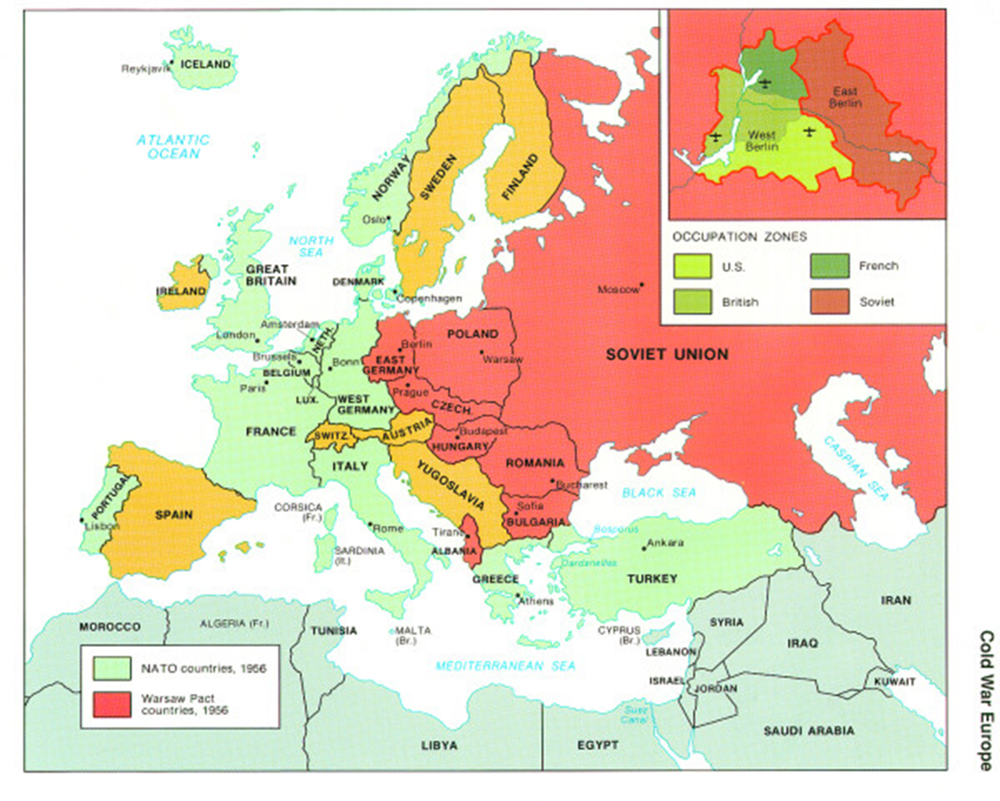 ICELAND
Reykjavik
ATLANTIC
OCEAN
NORWAY
SWEDEN
FINLAND
Oslo
NORTH
SEA
GREAT
BRITAIN
IRELAND
DENMARK
Copenhagen
London
Amsterdam
NETH.
Brussels
BELGIUM
Bonn
Paris
LUX.
WEST
GERMANY
EAST
GERMANY
Berlin
POLAND
Warsaw
Prague
CZECH.
Moscow
SOVIET UNION
FRANCE
SWITZ.
AUSTRIA
Budapest
HUNGARY
ROMANIA
Bucharest
ITALY
YUGOSLAVIA
Sofia
BULGARIA
PORTUGAL
Lisbon
SPAIN
CORSICA
(Fr.)
Rome
SARDINIA
(It.)
Tirane
ALBANIA
GREECE
Athens
BLACK SEA
CASPIAN SEA
Bosporus
Dardanelles
Ankara
TURKEY
MALTA
(Br.)
CYPRUS
(Br.)
MEDITERRANEAN SEA
MOROCCO
ALGERIA (Fr.)
TUNISIA
LIBYA
EGYPT
Suez
Canal
LEBANON
ISRAEL
JORDAN
SYRIA
IRAQ
IRAN
KUWAIT
SAUDI ARABIA
NATO countries, 1956
Warsaw Pact
countries, 1956
East
Berlin
West
Berlin
OCCUPATION ZONES
U.S.
French
British
Soviet
Cold War Europe